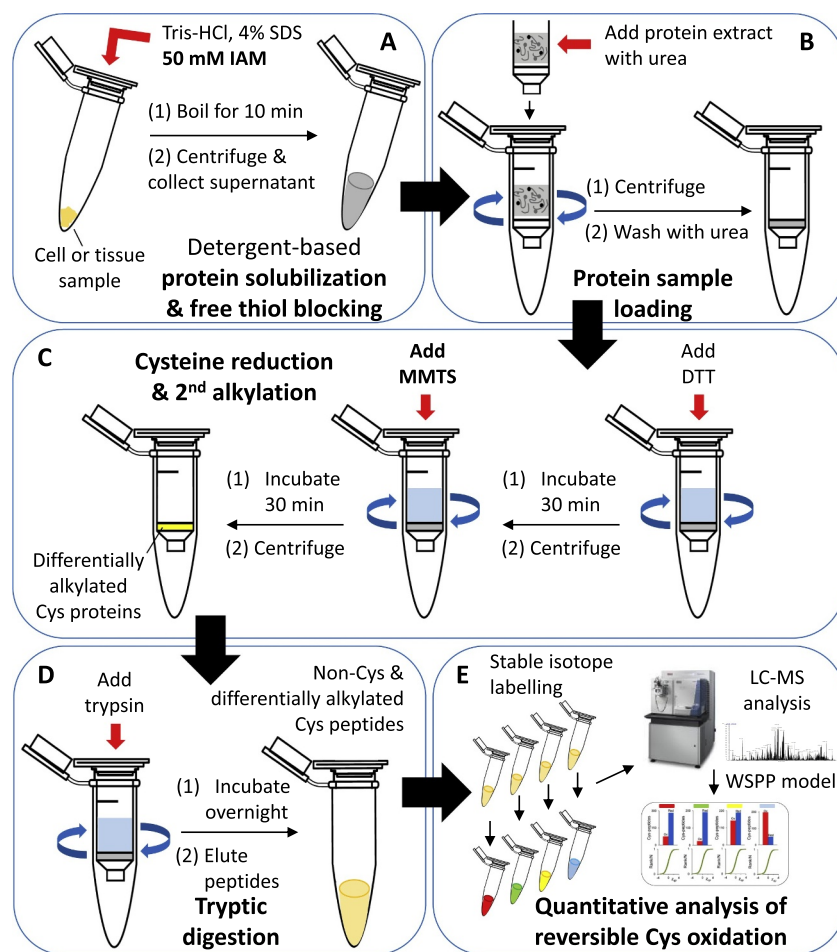 A
Tris-HCl, 4% SDS
50 mM IAM
(1) Boil for 10 min
(2) Centrifuge &
collect supernatant
Cell or tissue
sample
Detergent-based
protein solubilization
& free thiol blocking
B
Add protein extract
with urea
(1) Centrifuge
(2) Wash with urea
Protein sample
loading
C
Cysteine reduction
& 2nd alkylation
Add
MMTS
Add
DTT
(1) Incubate
30 min
(2) Centrifuge
(1) Incubate
30 min
(2) Centrifuge
Differentially
alkylated
Cys proteins
D
Add
trypsin
Non-Cys &
differentially alkylated
Cys peptides
(1) Incubate
overnight
(2) Elute
peptides
Tryptic
digestion
E
Stable isotope
labelling
LC-MS
analysis
WSPP model
Quantitative analysis of
reversible Cys oxidation